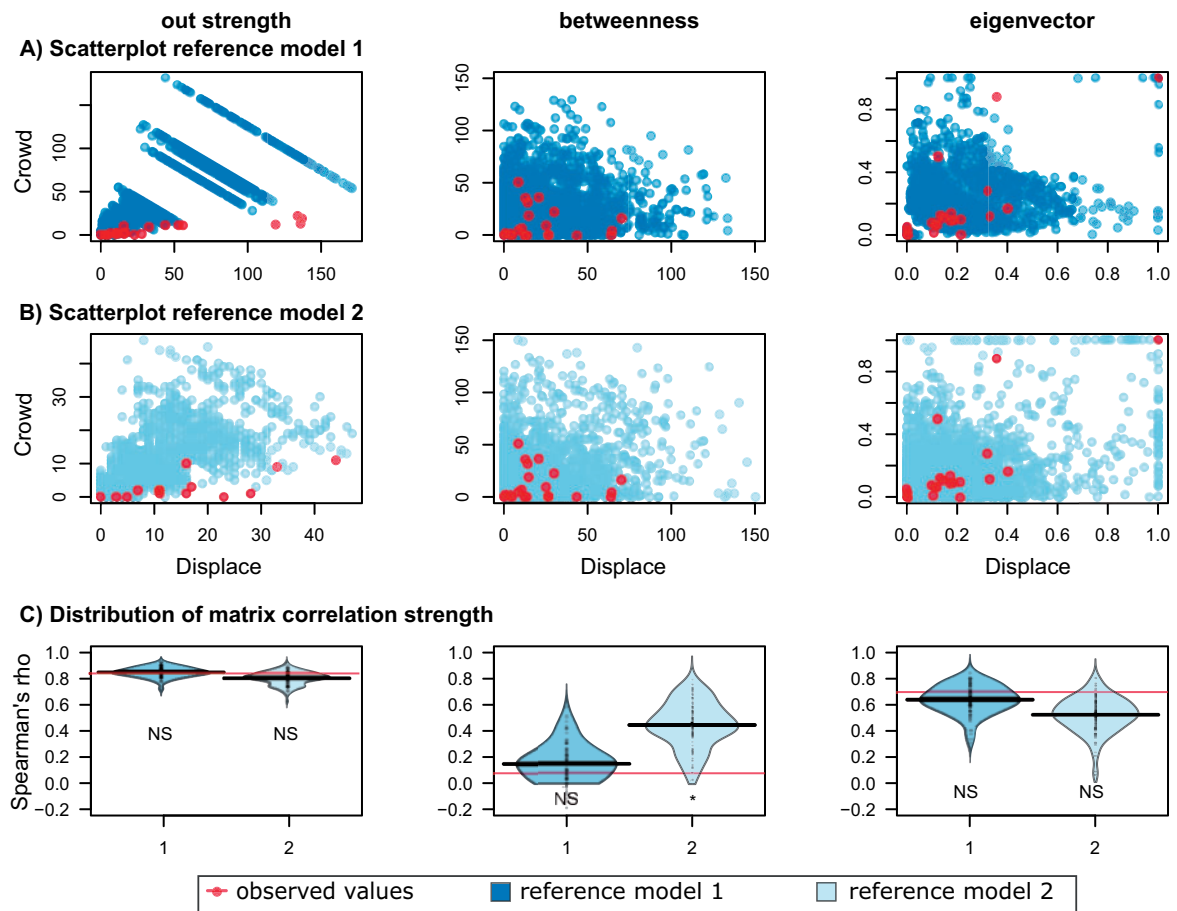 out strength betweenness eigenvector
A) Scatterplot reference model 1
Crowd
0 50 100
0 50 100 150
0 50 100 150
0 50 100 150
0.0 0.4 0.8
0.0 0.2 0.4 0.6 0.8 1.0
B) Scatterplot reference model 2
Crowd
0 10 30
0 10 20 30 40
Displace
0 50 100 150
0 50 100 150
Displace
0.0 0.4 0.8
0.0 0.2 0.4 0.6 0.8 1.0
Displace
C) Distribution of matrix correlation strength
Spearman's rho
1.0
0.8
0.6
0.4
0.2
0.0
−0.2
NS NS
1 2
1.0
0.8
0.6
0.4
0.2
0.0
−0.2
NS *
1 2
1.0
0.8
0.6
0.4
0.2
0.0
−0.2
NS NS
1 2
observed values reference model 1 reference model 2